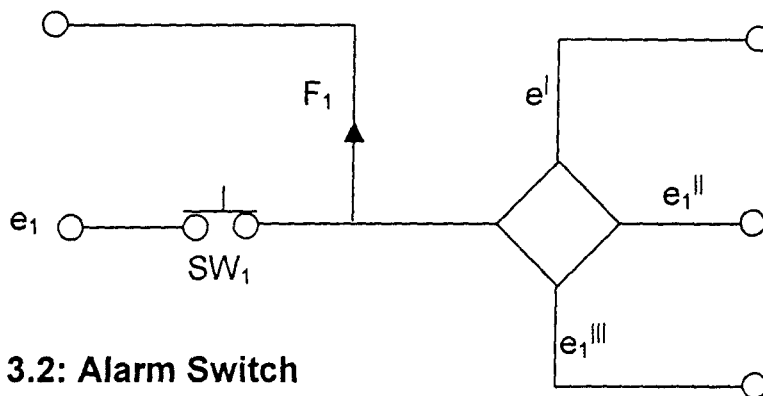 F₁
eᴵ
e₁ᴵᴵ
e₁
SW₁
e₁ᴵᴵᴵ
3.2: Alarm Switch